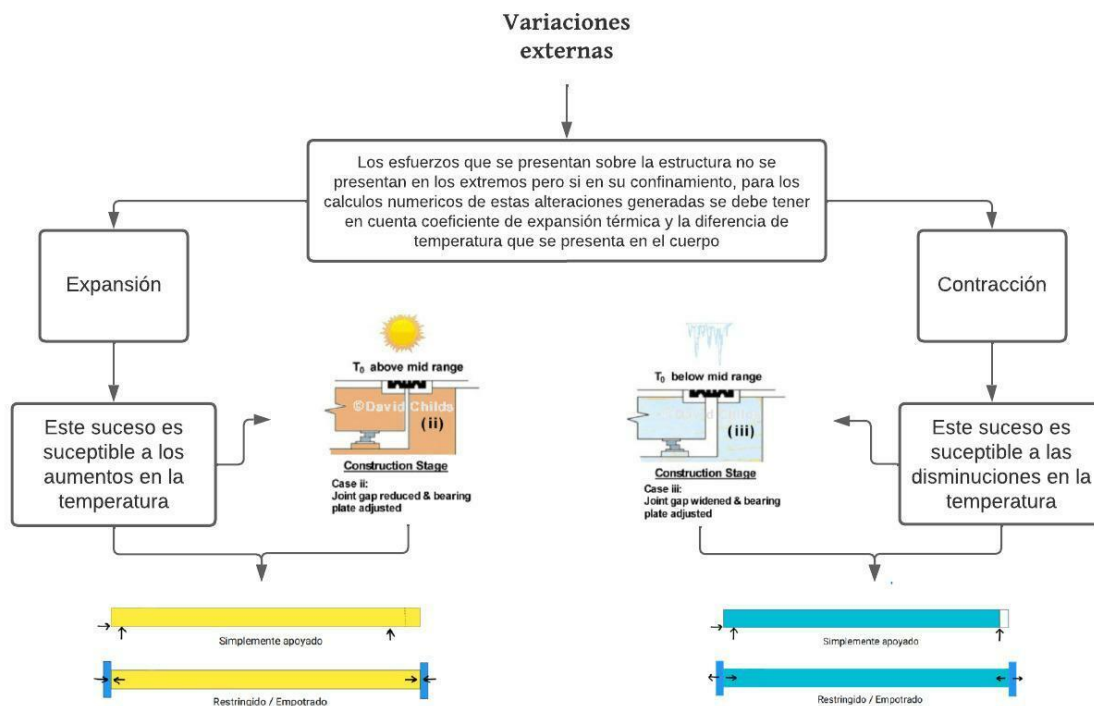 Variaciones
externas
Los esfuerzos que se presentan sobre la estructura no se
presentan en los extremos pero si en su confinamiento, para los
calculos numericos de estas alteraciones generadas se debe tener
en cuenta coeficiente de expansión térmica y la diferencia de
temperatura que se presenta en el cuerpo
Expansión
Contracción
T0 above mid range
©David Childs
(ii)
Construction Stage
Case ii:
Joint gap reduced & bearing
plate adjusted
T0 below mid range
David Childs
(iii)
Construction Stage
Case iii:
Joint gap widened & bearing
plate adjusted
Este suceso es
suceptible a los
aumentos en la
temperatura
Este suceso es
suceptible a las
disminuciones en la
temperatura
Simplemente apoyado
Restringido / Empotrado
Simplemente apoyado
Restringido / Empotrado